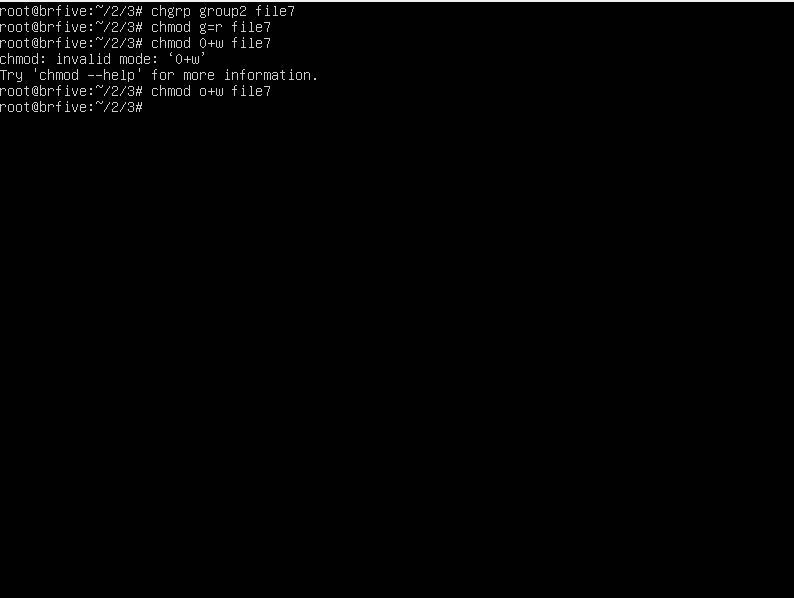 root@brfive:~/2/3# chgrp group2 file7
root@brfive:~/2/3# chmod g=r file7
root@brfive:~/2/3# chmod O+w file7
chmod: invalid mode: ‘O+w’
Try 'chmod --help' for more information.
root@brfive:~/2/3# chmod o+w file7
root@brfive:~/2/3#